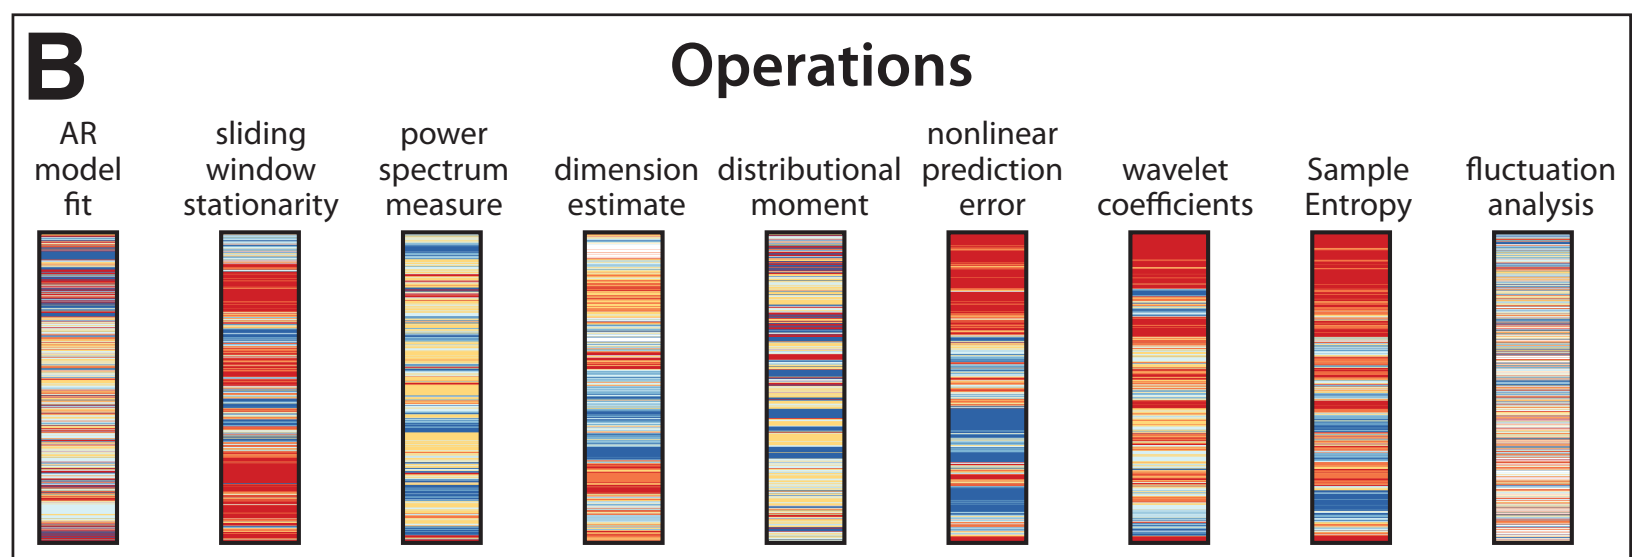 B
Operations
AR
model
fit
sliding
window
stationarity
power
spectrum
measure
dimension
estimate
distributional
moment
nonlinear
prediction
error
wavelet
coefficients
Sample
Entropy
fluctuation
analysis